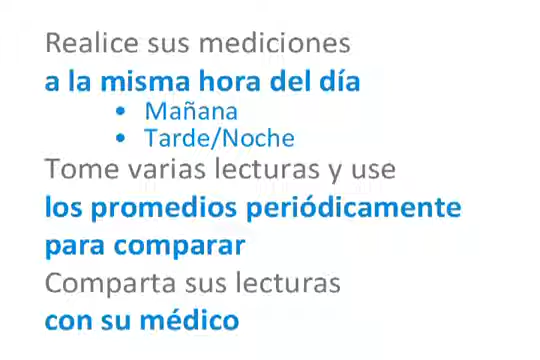 Realice sus mediciones
a la misma hora del día
• Mañana
• Tarde/Noche
Tome varias lecturas y use
los promedios periódicamente
para comparar
Comparta sus lecturas
con su médico